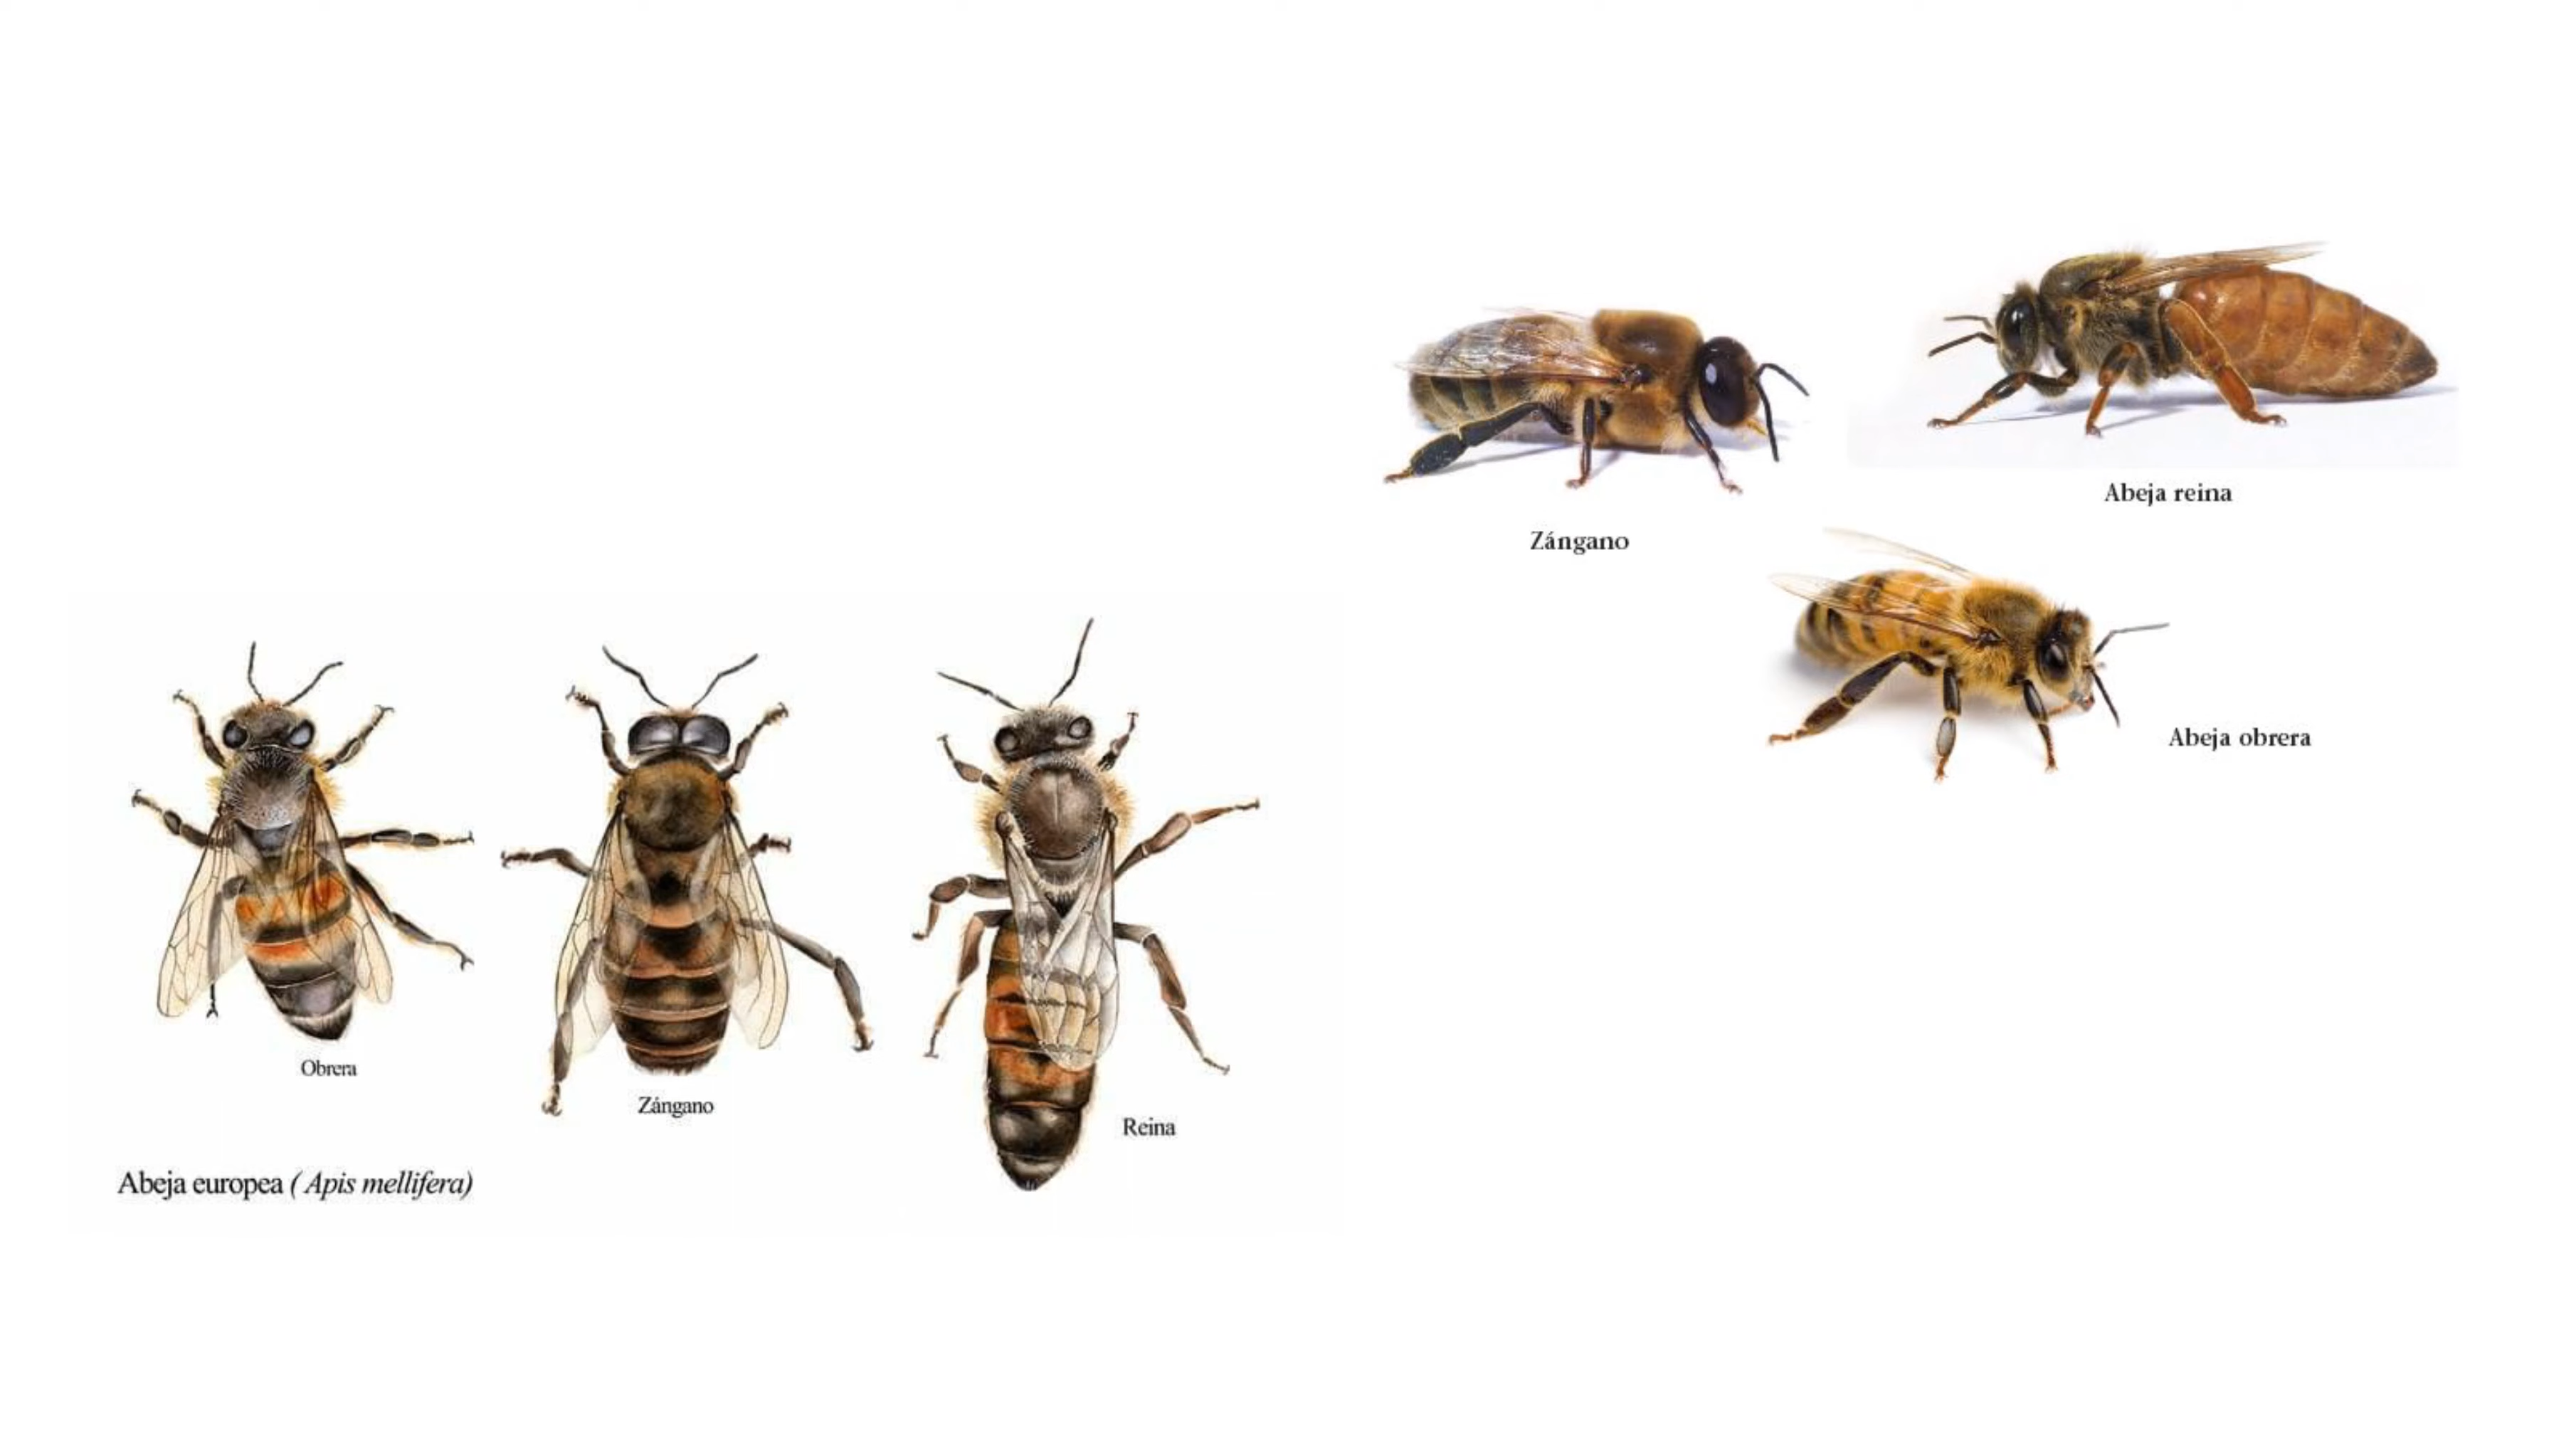 Obrera
Zángano
Reina
Abeja europea ( Apis mellifera)
Zángano
Abeja reina
Abeja obrera